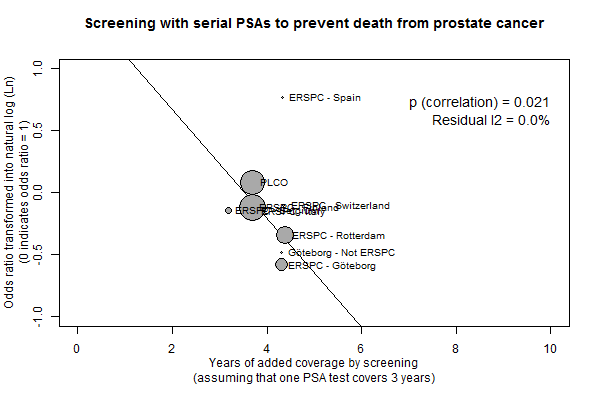 Screening with serial PSAs to prevent death from prostate cancer
Odds ratio transformed into natural log (Ln)
(0 indicates odds ratio = 1)
1.0
0.5
0.0
-0.5
-1.0
p (correlation) = 0.021
Residual I2 = 0.0%
ERSPC - Spain
PLCO
ERSPC - Switzerland
ERSPC - Rotterdam
Göteborg - Not ERSPC
ERSPC - Göteborg
0
2
4
6
8
10
Years of added coverage by screening
(assuming that one PSA test covers 3 years)